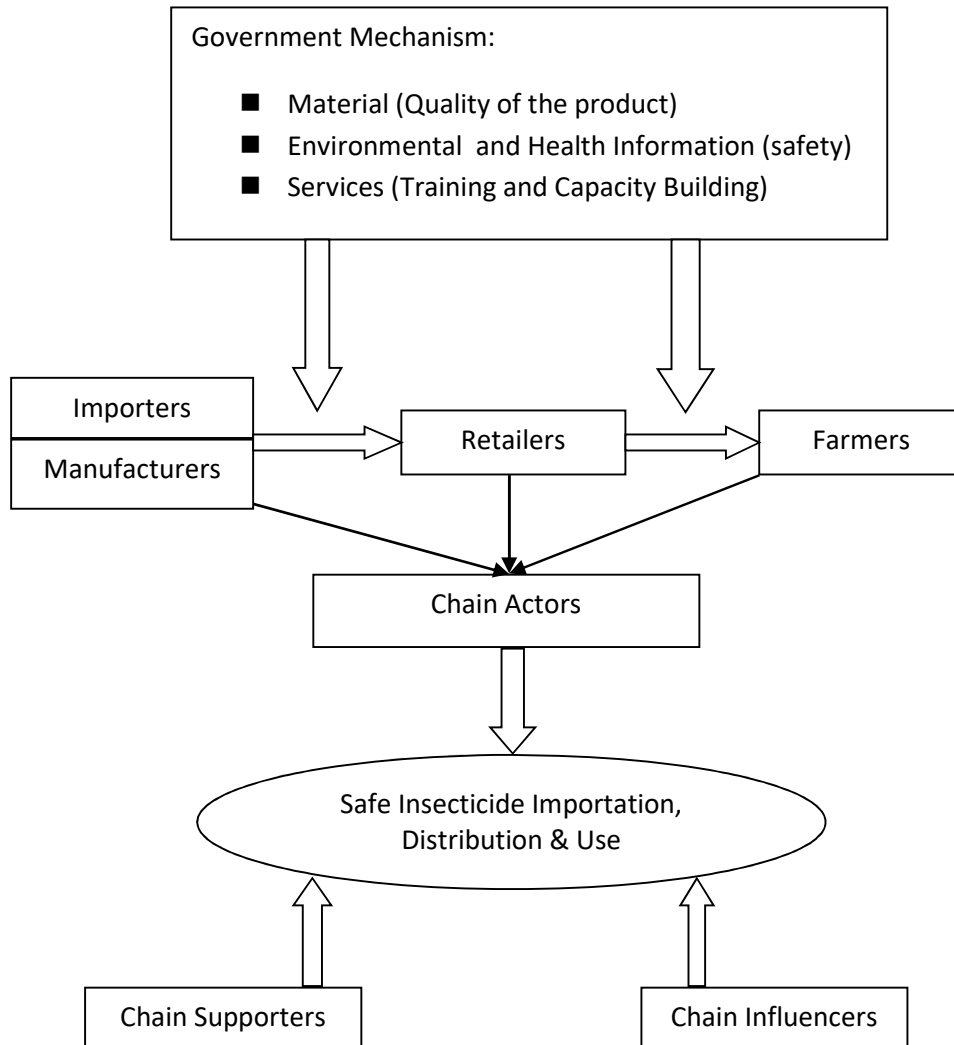 Government Mechanism:
■ Material (Quality of the product)
■ Environmental and Health Information (safety)
■ Services (Training and Capacity Building)
Importers
Manufacturers
Retailers
Farmers
Chain Actors
Safe Insecticide Importation,
Distribution & Use
Chain Supporters
Chain Influencers